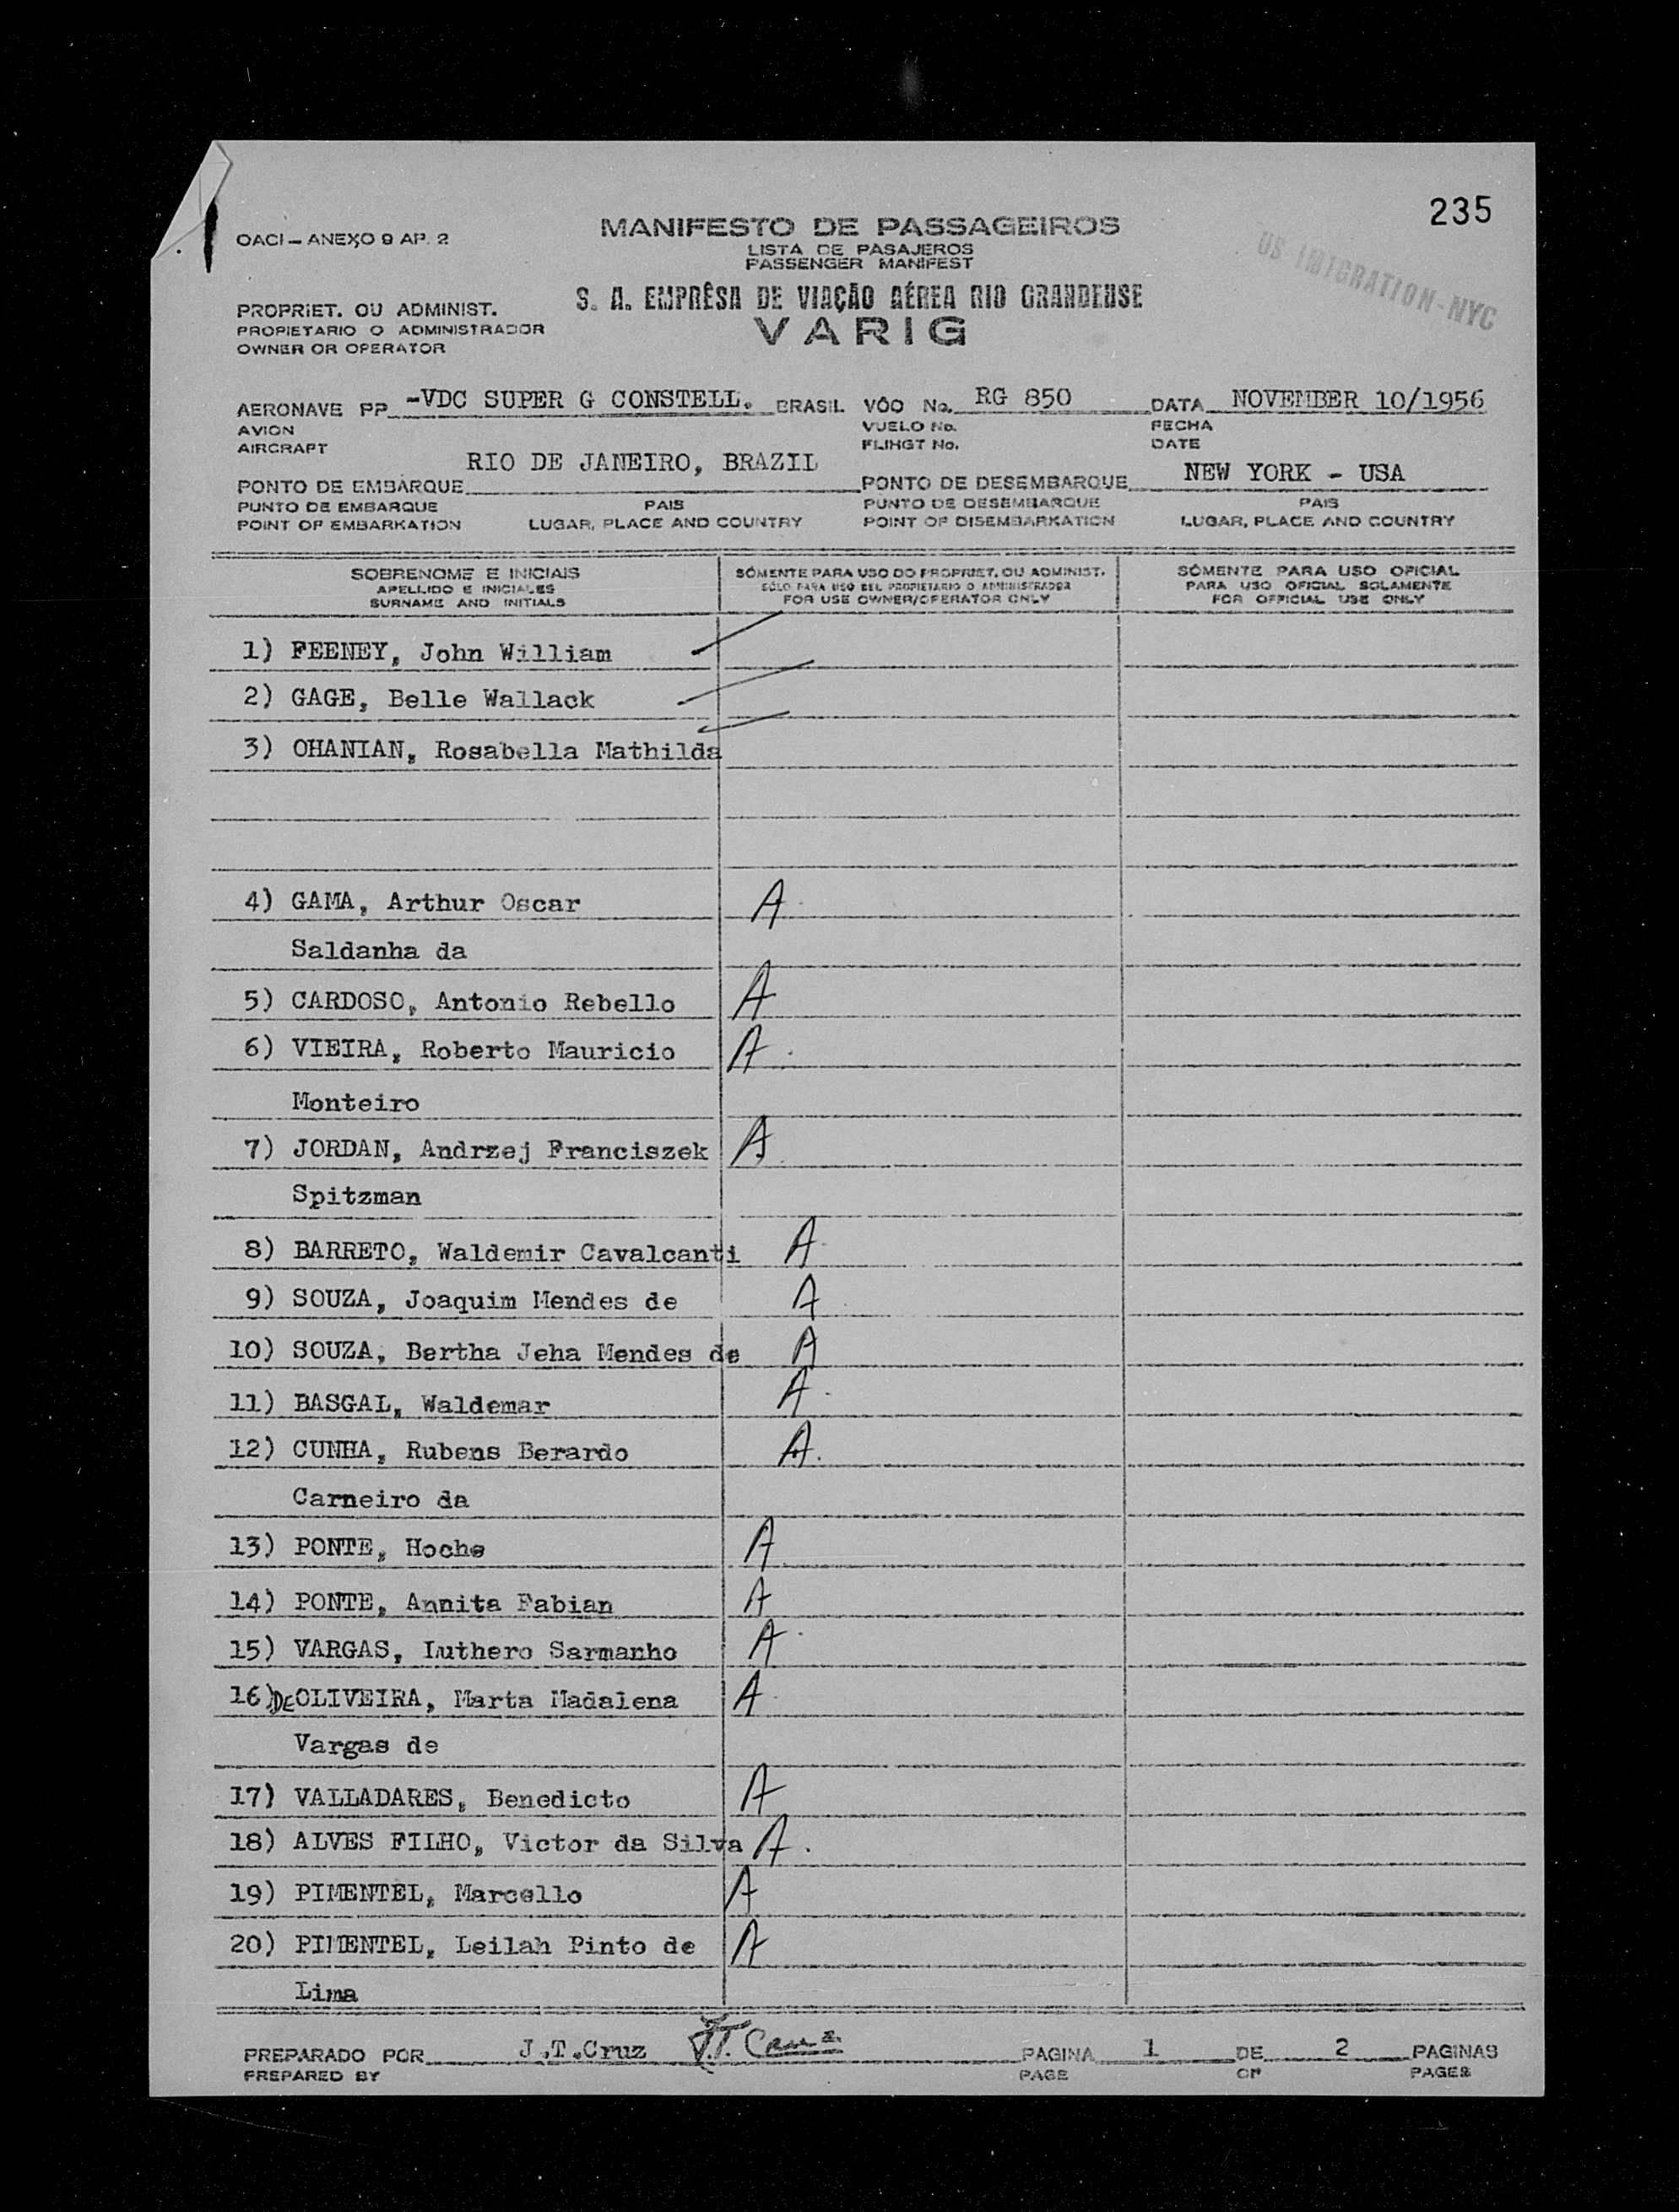 235
OACI – ANEXO 9 AP. 2
MANIFESTO DE PASSAGEIROS
LISTA DE PASAJEROS
PASSENGER MANIFEST
US IMIGRATION-NYC
PROPRIET. OU ADMINIST.
PROPIETARIO O ADMINISTRADOR
OWNER OR OPERATOR
S. A. EMPRÊSA DE VIAÇÃO AÉREA RIO GRANDENSE
VARIG
AERONAVE PP -VDC SUPER G CONSTELL. BRASIL VÔO No. RG 850 DATA NOVEMBER 10/1956
AVION VUELO No. FECHA
AIRCRAFT FLIHGT No. DATE
PONTO DE EMBARQUE RIO DE JANEIRO, BRAZIL PONTO DE DESEMBARQUE NEW YORK - USA
PUNTO DE EMBARQUE PAIS PUNTO DE DESEMBARQUE PAIS
POINT OF EMBARKATION LUGAR, PLACE AND COUNTRY POINT OF DISEMBARKATION LUGAR, PLACE AND COUNTRY
SOBRENOME E INICIAIS SÓMENTE PARA USO DO PROPRIET. OU ADMINIST. SÓMENTE PARA USO OFICIAL
APELLIDO E INICIALES SÓLO PARA USO DEL PROPIETARIO O ADMINISTRADOR PARA USO OFICIAL SOLAMENTE
SURNAME AND INITIALS FOR USE OWNER/OPERATOR ONLY FOR OFFICIAL USE ONLY
1) FEENEY, John William
2) GAGE, Belle Wallack
3) OHANIAN, Rosabella Mathilda
4) GAMA, Arthur Oscar A
Saldanha da
5) CARDOSO, Antonio Rebello A
6) VIEIRA, Roberto Mauricio A
Monteiro
7) JORDAN, Andrzej Franciszek A
Spitzman
8) BARRETO, Waldemir Cavalcanti A
9) SOUZA, Joaquim Mendes de A
10) SOUZA, Bertha Jeha Mendes de A
11) BASGAL, Waldemar A
12) CUNHA, Rubens Berardo A
Carneiro da
13) PONTE, Hoche A
14) PONTE, Annita Fabian A
15) VARGAS, Luthero Sarmanho A
16) DE OLIVEIRA, Marta Madalena A
Vargas de
17) VALLADARES, Benedicto A
18) ALVES FILHO, Victor da Silva A
19) PIMENTEL, Marcello A
20) PIMENTEL, Leilah Pinto de A
Lima
PREPARADO POR J.T.Cruz J.T. Cruz PAGINA 1 DE 2 PAGINAS
PREPARED BY PAGE OF PAGES